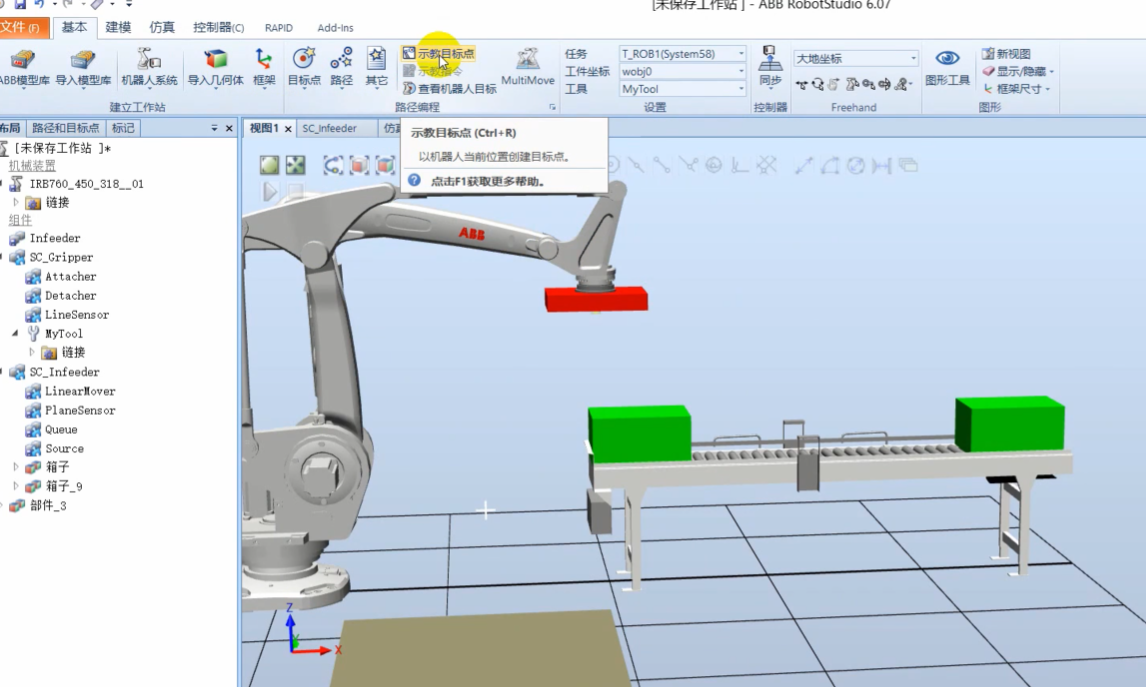 [未保存工作站 ] - ABB RobotStudio 6.07
文件(F) 基本 建模 仿真 控制器(C) RAPID Add-Ins
ABB模型库 导入模型库 机器人系统 导入几何体 框架
建立工作站
目标点 路径 其它
示教目标点
示教指令
查看机器人目标
MultiMove
路径编程
任务 T_ROB1(System58)
工件坐标 wobj0
工具 MyTool
设置
同步
控制器
大地坐标
Freehand
图形工具
新视图
显示/隐藏
框架尺寸
图形
布局 路径和目标点 标记
视图1 SC_Infeeder 仿真
示教目标点 (Ctrl+R)
以机器人当前位置创建目标点。
点击F1获取更多帮助。
[未保存工作站 ]*
机械装置
IRB760_450_318__01
链接
组件
Infeeder
SC_Gripper
Attacher
Detacher
LineSensor
MyTool
链接
SC_Infeeder
LinearMover
PlaneSensor
Queue
Source
箱子
箱子_9
部件_3
ABB
Z
Y
X